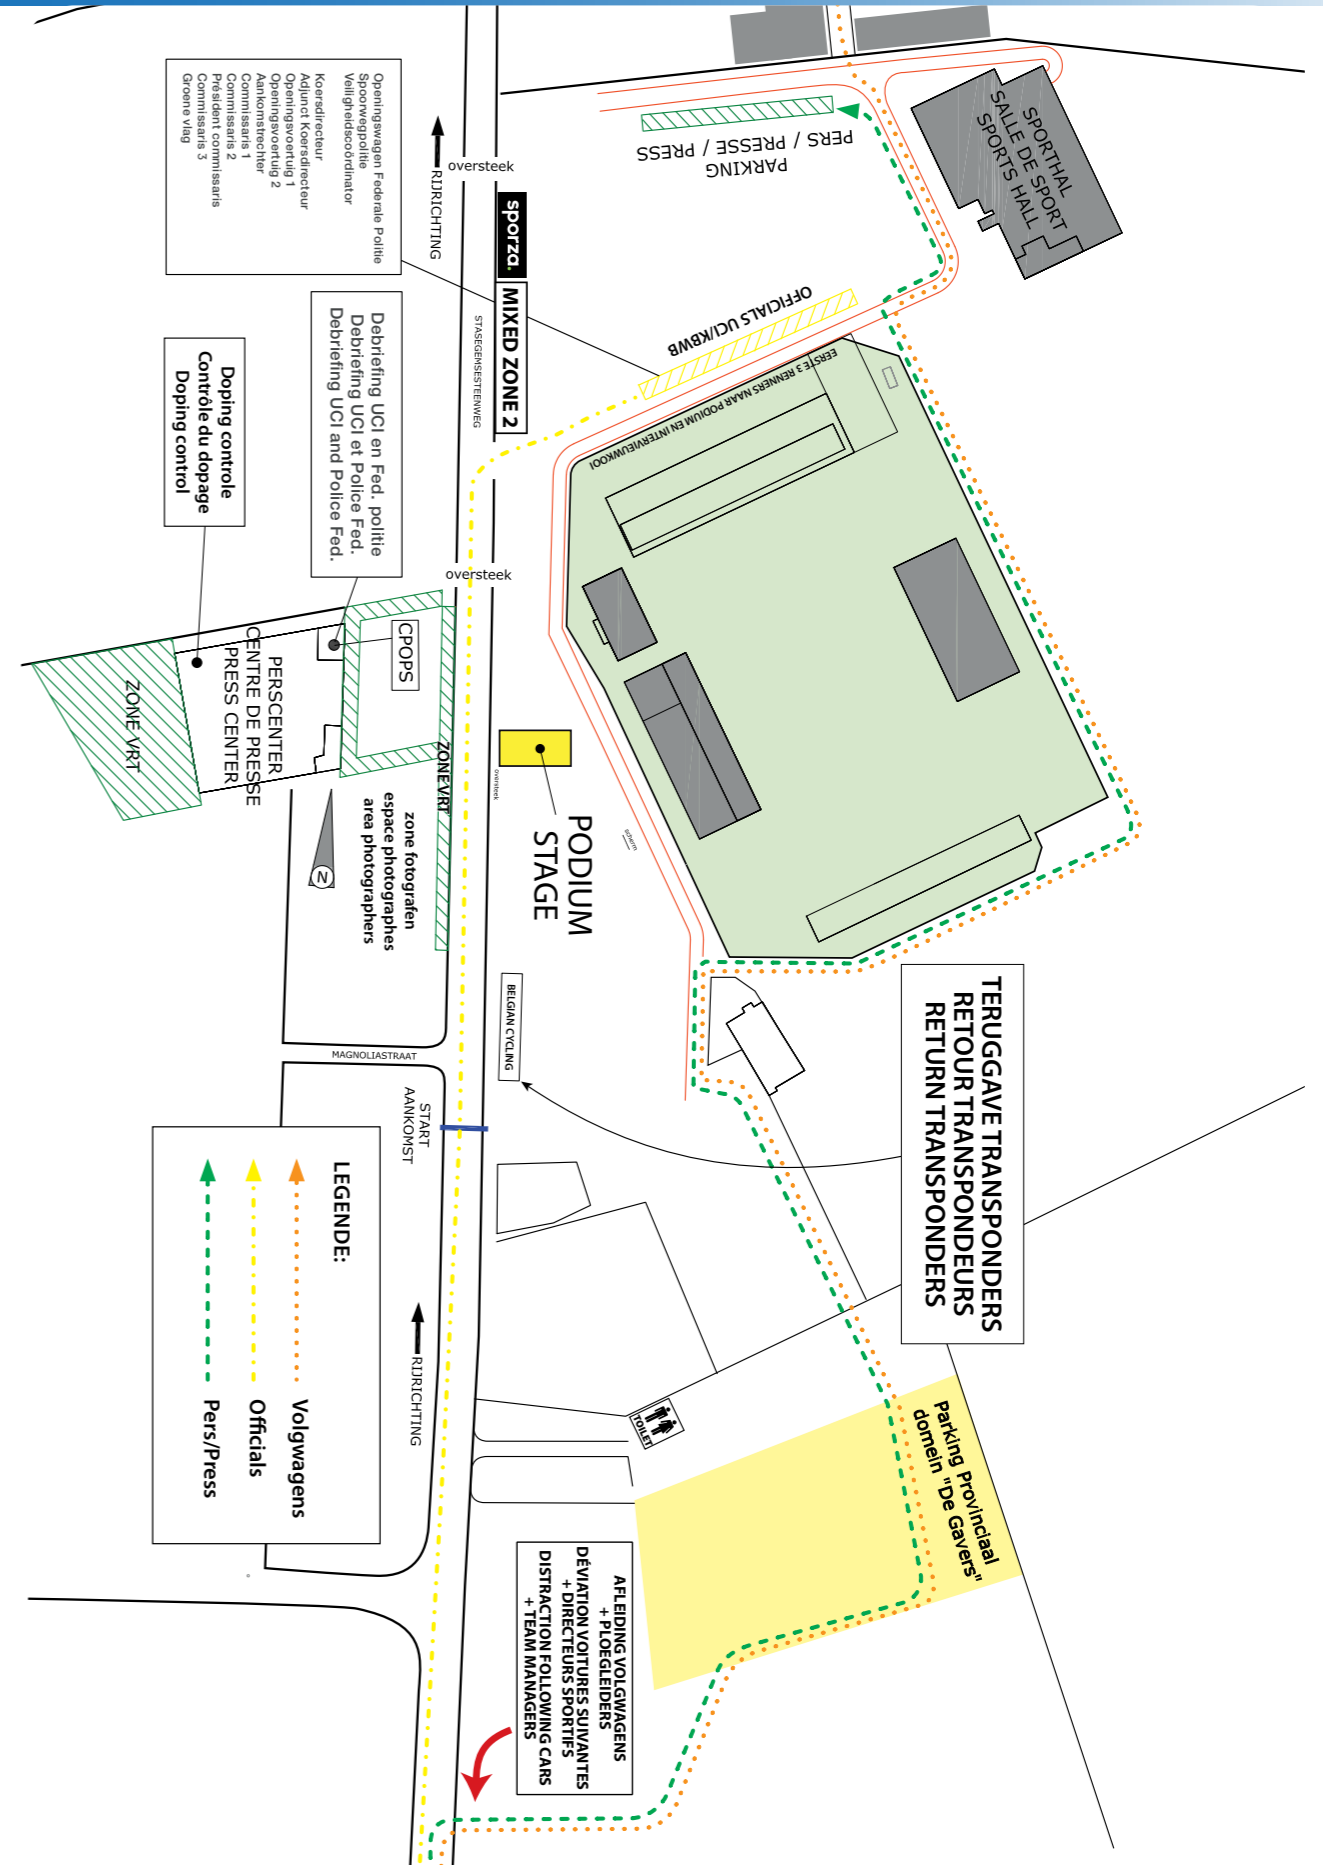 SPORTHAL
SALLE DE SPORT
SPORTS HALL
PARKING
PERS / PRESSE / PRESS
Openingswagen Federale Politie
Spoorwegpolitie
Veiligheidscoördinator
Koersdirecteur
Adjunct Koersdirecteur
Openingsvoertuig 1
Openingsvoertuig 2
Aankomstrechter
Commissaris 1
Commissaris 2
Président commissaris
Commissaris 3
Groene vlag
RIJRICHTING
oversteek
sporza.
MIXED ZONE 2
STASEGEMSESTEENWEG
OFFICIALS UCI/KBWB
EERSTE 3 RENNERS NAAR PODIUM EN INTERVIEUWKOOI
Debriefing UCI en Fed. politie
Debriefing UCI et Police Fed.
Debriefing UCI and Police Fed.
Doping controle
Contrôle du dopage
Doping control
oversteek
CPOPS
PERSCENTER
CENTRE DE PRESSE
PRESS CENTER
ZONE VRT
ZONE VRT
oversteek
PODIUM
STAGE
scherm
zone fotografen
espace photographes
area photographers
N
BELGIAN CYCLING
MAGNOLIASTRAAT
START
AANKOMST
TERUGGAVE TRANSPONDERS
RETOUR TRANSPONDEURS
RETURN TRANSPONDERS
LEGENDE:
Volgwagens
Officials
Pers/Press
RIJRICHTING
TOILET
Parking Provinciaal
domein "De Gavers"
AFLEIDING VOLGWAGENS
+ PLOEGLEIDERS
DÉVIATION VOITURES SUIVANTES
+ DIRECTEURS SPORTIFS
DISTRACTION FOLLOWING CARS
+ TEAM MANAGERS